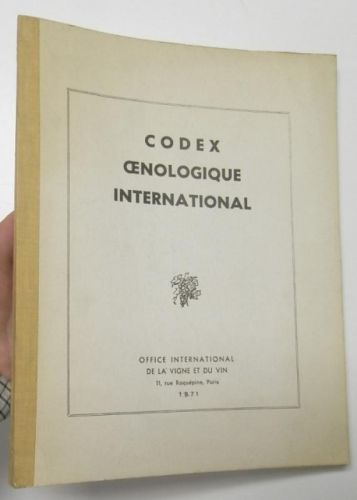 CODEX
ŒNOLOGIQUE
INTERNATIONAL
OFFICE INTERNATIONAL
DE LA VIGNE ET DU VIN
11, rue Roquépine, Paris
1971